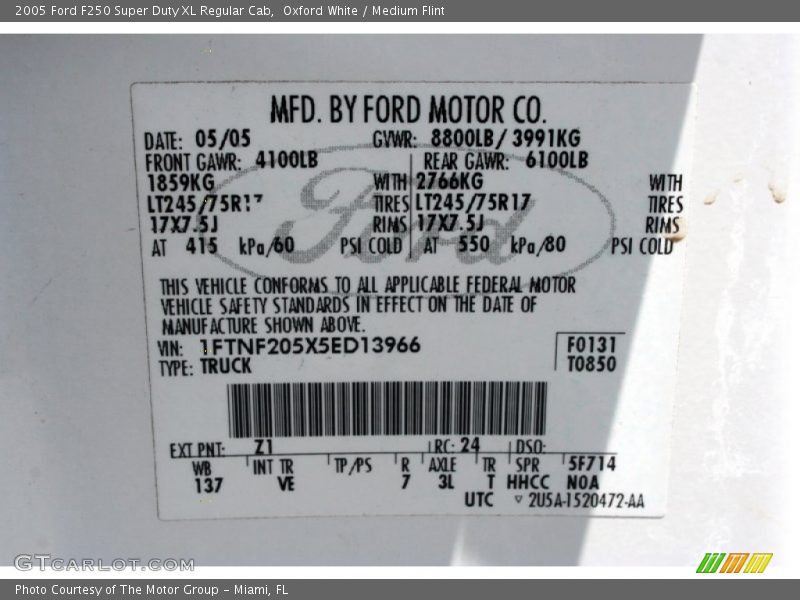 2005 Ford F250 Super Duty XL Regular Cab, Oxford White / Medium Flint
MFD. BY FORD MOTOR CO.
DATE: 05/05 GVWR: 8800LB/ 3991KG
FRONT GAWR: 4100LB REAR GAWR: 6100LB
1859KG WITH 2766KG WITH
LT245/75R17 TIRES LT245/75R17 TIRES
17X7.5J RIMS 17X7.5J RIMS
AT 415 kPa/60 PSI COLD AT 550 kPa/80 PSI COLD
Ford
THIS VEHICLE CONFORMS TO ALL APPLICABLE FEDERAL MOTOR
VEHICLE SAFETY STANDARDS IN EFFECT ON THE DATE OF
MANUFACTURE SHOWN ABOVE.
VIN: 1FTNF205X5ED13966 F0131
TYPE: TRUCK T0850
EXT PNT: Z1 RC: 24 DSO:
WB INT TR TP/PS R AXLE TR SPR 5F714
137 VE 7 3L T HHCC N0A
UTC ▽ 2U5A-1520472-AA
GTCarLot.com
Photo Courtesy of The Motor Group - Miami, FL